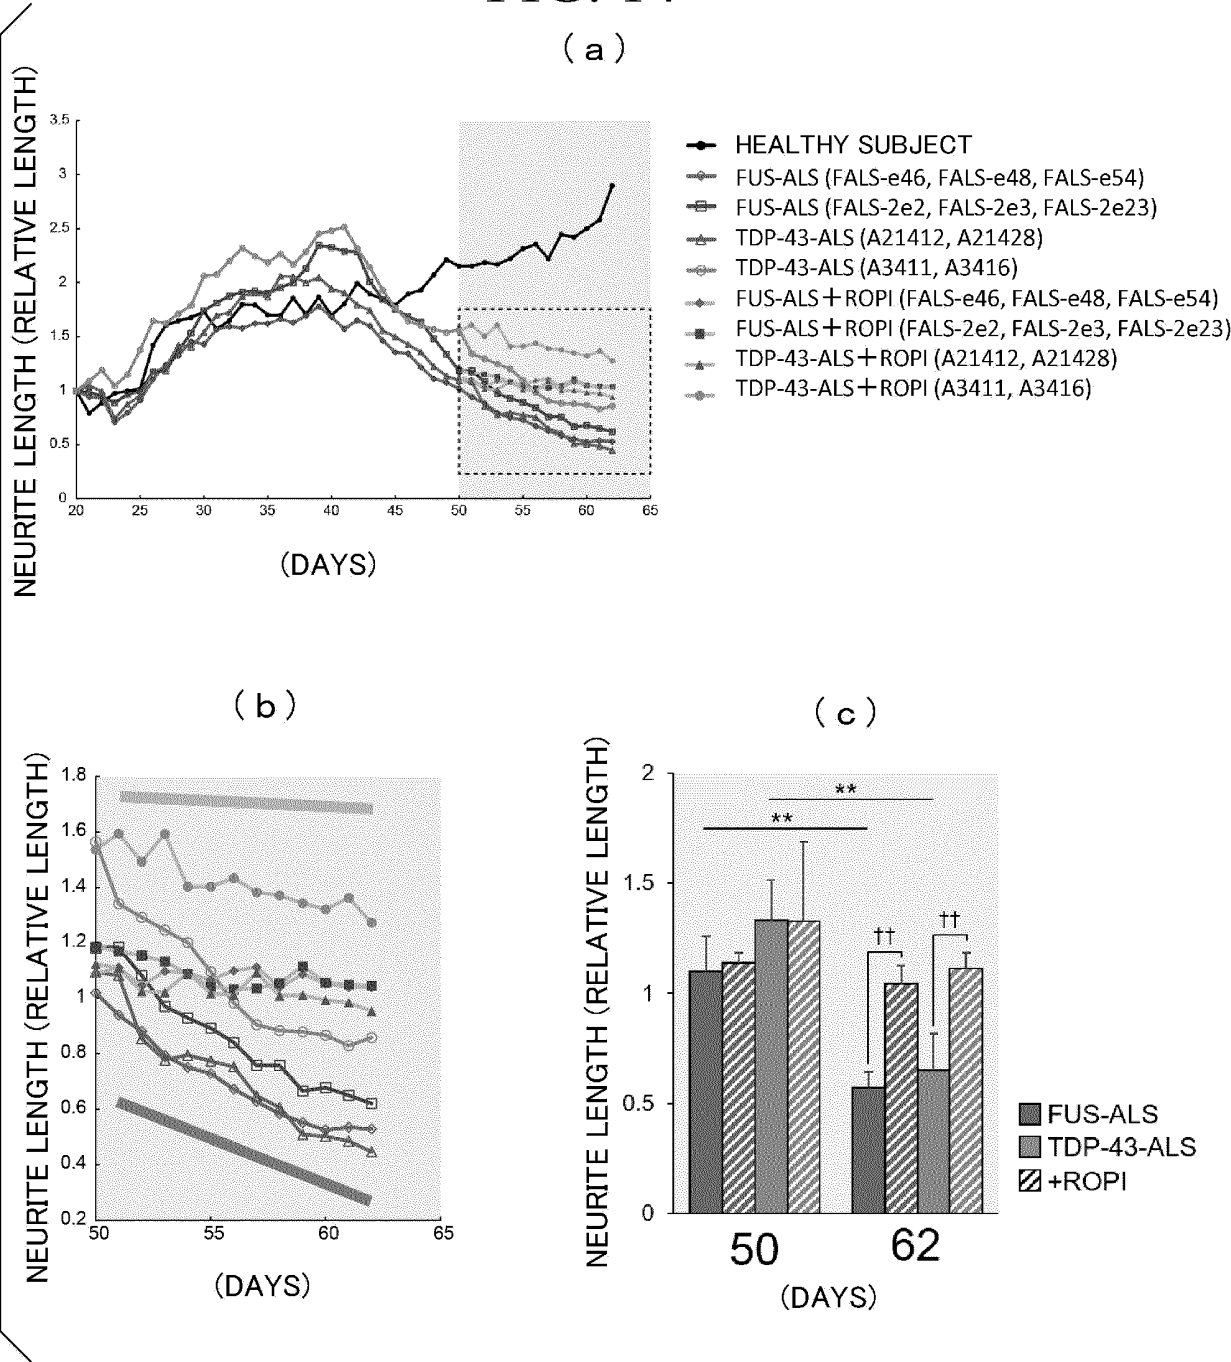 (a)
NEURITE LENGTH (RELATIVE LENGTH)
3.5
3
2.5
2
1.5
1
0.5
0
20 25 30 35 40 45 50 55 60 65
(DAYS)
HEALTHY SUBJECT
FUS-ALS (FALS-e46, FALS-e48, FALS-e54)
FUS-ALS (FALS-2e2, FALS-2e3, FALS-2e23)
TDP-43-ALS (A21412, A21428)
TDP-43-ALS (A3411, A3416)
FUS-ALS+ROPI (FALS-e46, FALS-e48, FALS-e54)
FUS-ALS+ROPI (FALS-2e2, FALS-2e3, FALS-2e23)
TDP-43-ALS+ROPI (A21412, A21428)
TDP-43-ALS+ROPI (A3411, A3416)
(b)
NEURITE LENGTH (RELATIVE LENGTH)
1.8
1.6
1.4
1.2
1
0.8
0.6
0.4
0.2
50 55 60 65
(DAYS)
(c)
NEURITE LENGTH (RELATIVE LENGTH)
2
1.5
1
0.5
0
**
**
††
††
50 62
(DAYS)
FUS-ALS
TDP-43-ALS
+ROPI